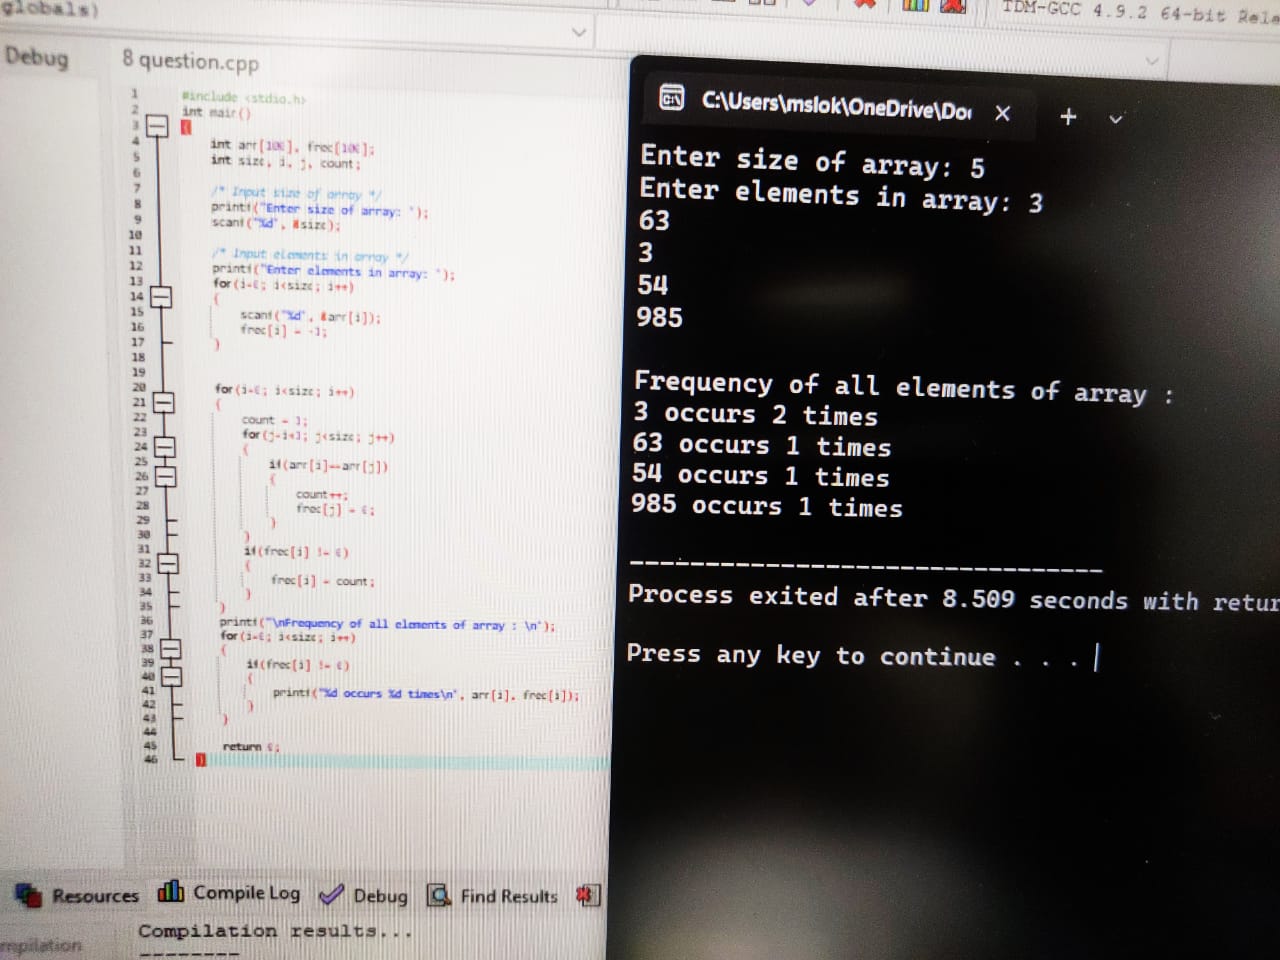 globals)
TDM-GCC 4.9.2 64-bit Rele
Debug
8 question.cpp
1 #include <stdio.h>
2 int main()
3 {
4 int arr[100], freq[100];
5 int size, i, j, count;
6
7 /* Input size of array */
8 printf("Enter size of array: ");
9 scanf("%d", &size);
10
11 /* Input elements in array */
12 printf("Enter elements in array: ");
13 for(i=0; i<size; i++)
14 {
15 scanf("%d", &arr[i]);
16 freq[i] = -1;
17 }
18
19
20 for(i=0; i<size; i++)
21 {
22 count = 1;
23 for(j=i+1; j<size; j++)
24 {
25 if(arr[i]==arr[j])
26 {
27 count++;
28 freq[j] = 0;
29 }
30 }
31 if(freq[i] != 0)
32 {
33 freq[i] = count;
34 }
35 }
36 printf("\nFrequency of all elements of array : \n");
37 for(i=0; i<size; i++)
38 {
39 if(freq[i] != 0)
40 {
41 printf("%d occurs %d times\n", arr[i], freq[i]);
42 }
43 }
44
45 return 0;
46 }
C:\Users\mslok\OneDrive\Do
Enter size of array: 5
Enter elements in array: 3
63
3
54
985
Frequency of all elements of array :
3 occurs 2 times
63 occurs 1 times
54 occurs 1 times
985 occurs 1 times
--------------------------------
Process exited after 8.509 seconds with retur
Press any key to continue . . .
Resources Compile Log Debug Find Results
mpilation
Compilation results...
--------